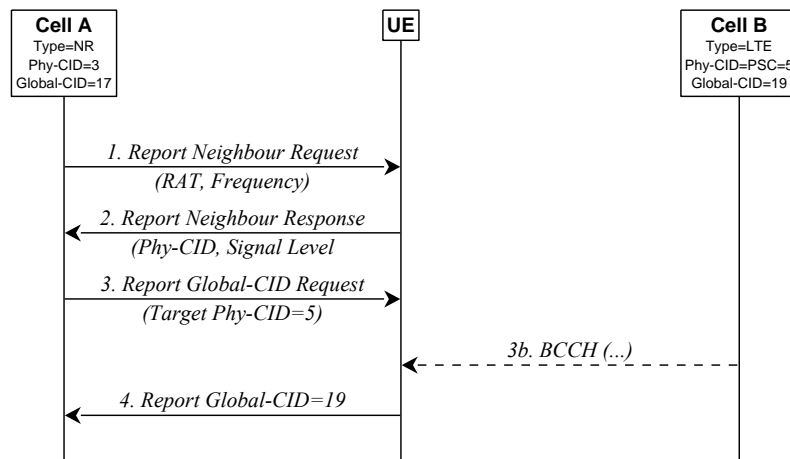 Cell A
Type=NR
Phy-CID=3
Global-CID=17
UE
Cell B
Type=LTE
Phy-CID=PSC=5
Global-CID=19
1. Report Neighbour Request
(RAT, Frequency)
2. Report Neighbour Response
(Phy-CID, Signal Level
3. Report Global-CID Request
(Target Phy-CID=5)
3b. BCCH (...)
4. Report Global-CID=19